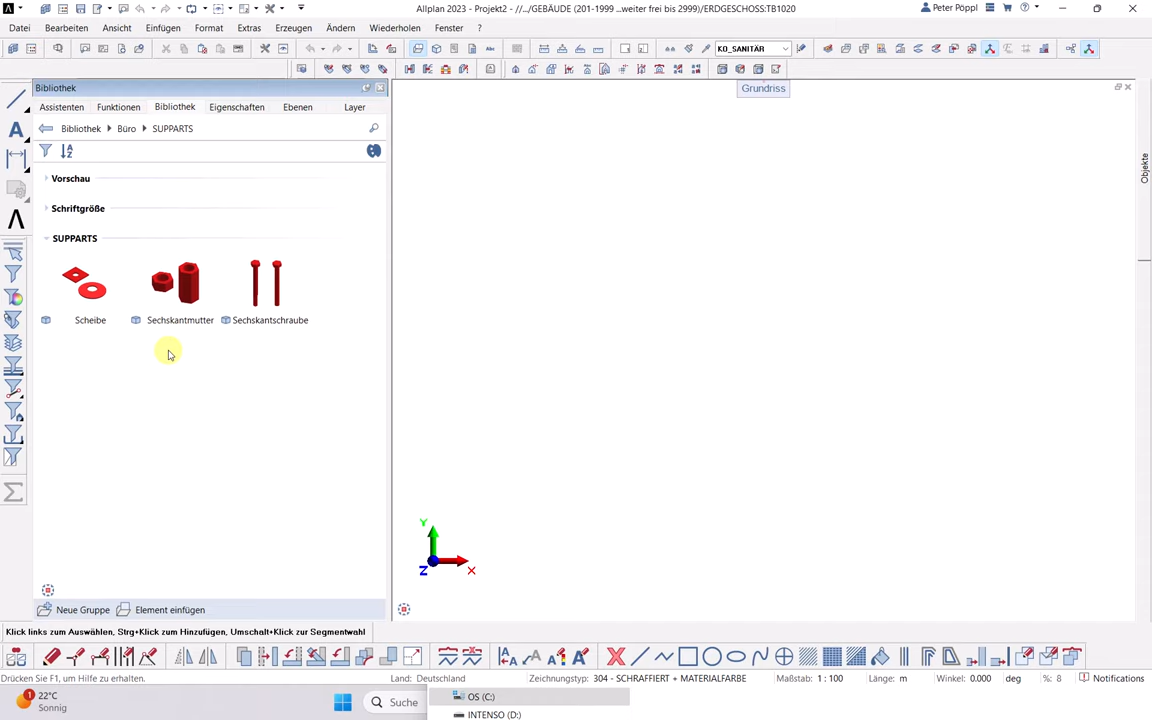 Allplan 2023 - Projekt2 - //.../GEBÄUDE (201-1999 ...weiter frei bis 2999)/ERDGESCHOSS:TB1020
Peter Pöppl
Datei Bearbeiten Ansicht Einfügen Format Extras Erzeugen Ändern Wiederholen Fenster ?
KO_SANITÄR
Bibliothek
Grundriss
Assistenten Funktionen Bibliothek Eigenschaften Ebenen Layer
Bibliothek Büro SUPPARTS
Objekte
Vorschau
Schriftgröße
SUPPARTS
Scheibe Sechskantmutter Sechskantschraube
Y
Z X
Neue Gruppe Element einfügen
Klick links zum Auswählen, Strg+Klick zum Hinzufügen, Umschalt+Klick zur Segmentwahl
Drücken Sie F1, um Hilfe zu erhalten. Land: Deutschland Zeichnungstyp: 304 - SCHRAFFIERT + MATERIALFARBE Maßstab: 1 : 100 Länge: m Winkel: 0.000 deg %: 8 Notifications
1 22°C
Sonnig
Suche
OS (C:)
INTENSO (D:)